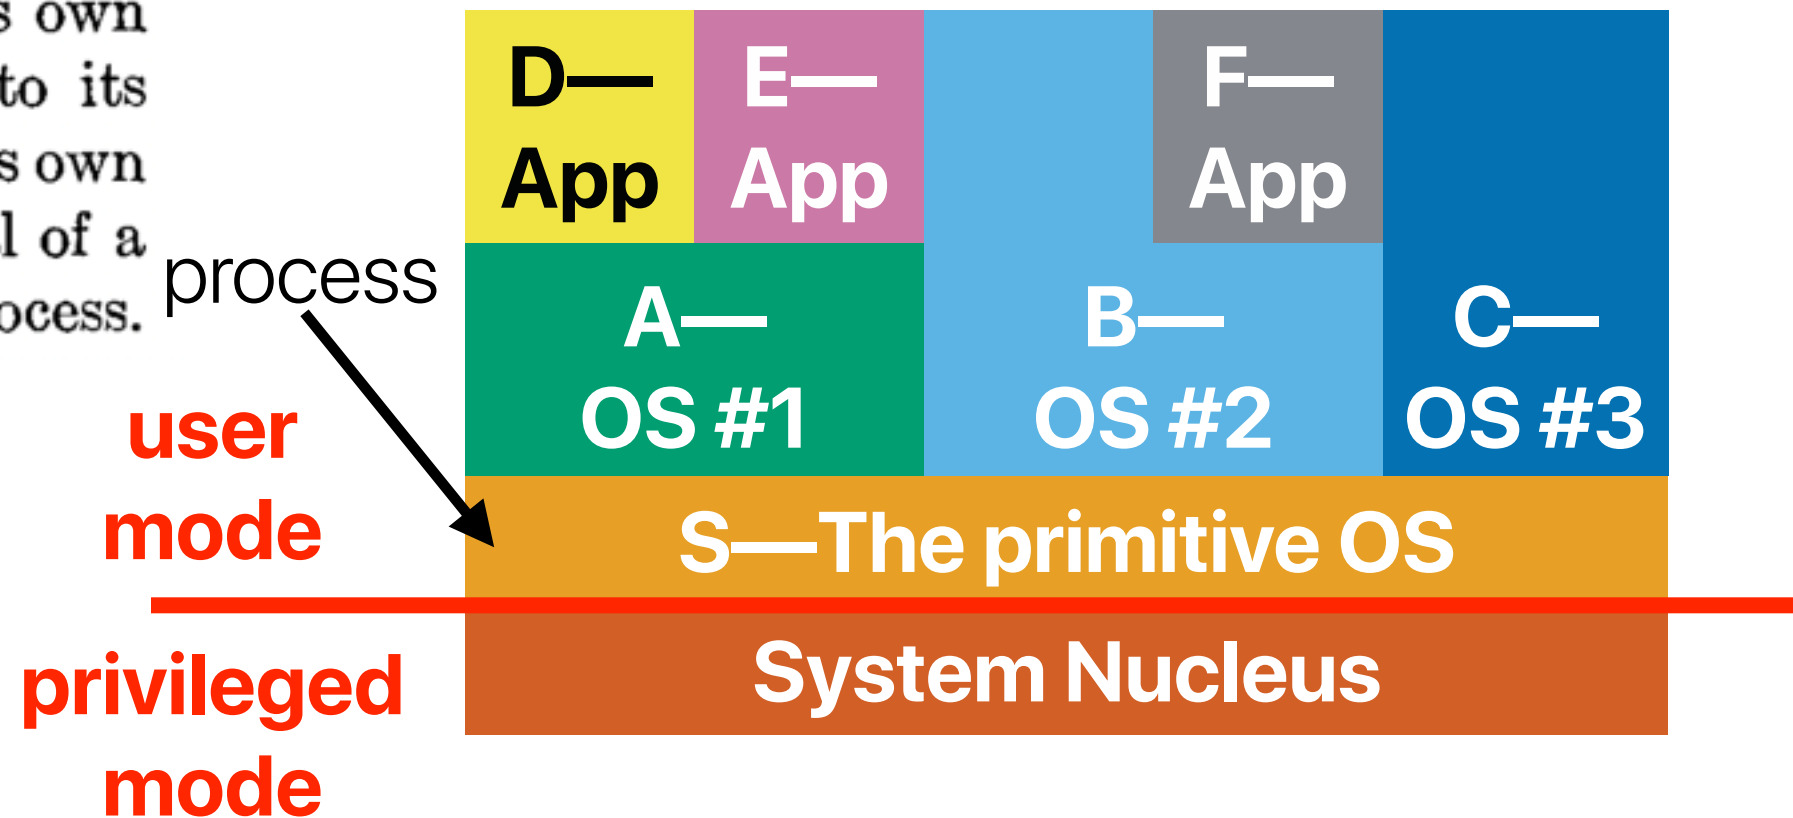 s own
to its
s own
l of a
ocess.
process
user
mode
privileged
mode
D—
App
E—
App
F—
App
A—
OS #1
B—
OS #2
C—
OS #3
S—The primitive OS
System Nucleus